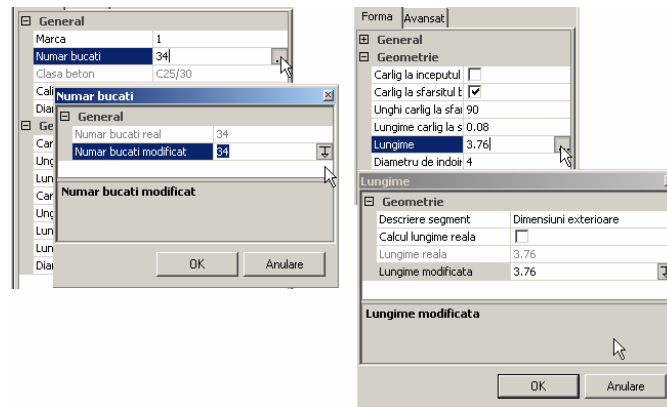 General
Marca 1
Numar bucati 34
Clasa beton C25/30
Numar bucati
General
Numar bucati real 34
Numar bucati modificat 34
Numar bucati modificat
OK Anulare
Forma Avansat
General
Geometrie
Carlig la inceputul
Carlig la sfarsitul
Unghi carlig la sfar 90
Lungime carlig la s 0.08
Lungime 3.76
Diametru de indoir 4
Lungime
Geometrie
Descriere segment Dimensiuni exterioare
Calcul lungime reala
Lungime reala 3.76
Lungime modificata 3.76
Lungime modificata
OK Anulare